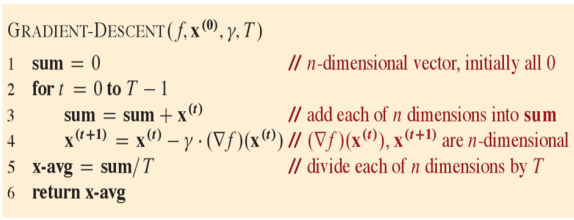 GRADIENT-DESCENT(f, x⁽⁰⁾, γ, T)
1 sum = 0 // n-dimensional vector, initially all 0
2 for t = 0 to T − 1
3 sum = sum + x⁽ᵗ⁾ // add each of n dimensions into sum
4 x⁽ᵗ⁺¹⁾ = x⁽ᵗ⁾ − γ · (∇f)(x⁽ᵗ⁾) // (∇f)(x⁽ᵗ⁾), x⁽ᵗ⁺¹⁾ are n-dimensional
5 x-avg = sum/T // divide each of n dimensions by T
6 return x-avg